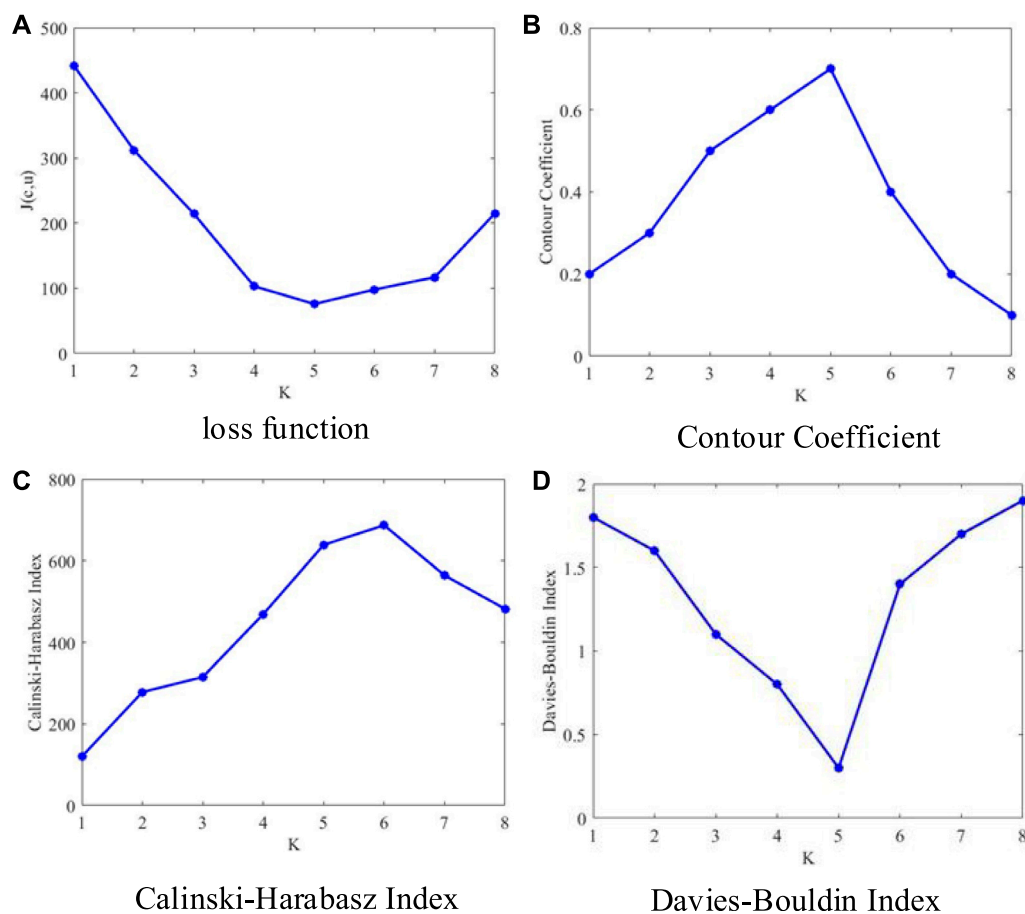 A
500
400
300
200
100
0
J(c,u)
1 2 3 4 5 6 7 8
K
loss function
B
0.8
0.6
0.4
0.2
0
Contour Coefficient
1 2 3 4 5 6 7 8
K
Contour Coefficient
C
800
600
400
200
0
Calinski-Harabasz Index
1 2 3 4 5 6 7 8
K
Calinski-Harabasz Index
D
2
1.5
1
0.5
0
Davies-Bouldin Index
1 2 3 4 5 6 7 8
K
Davies-Bouldin Index